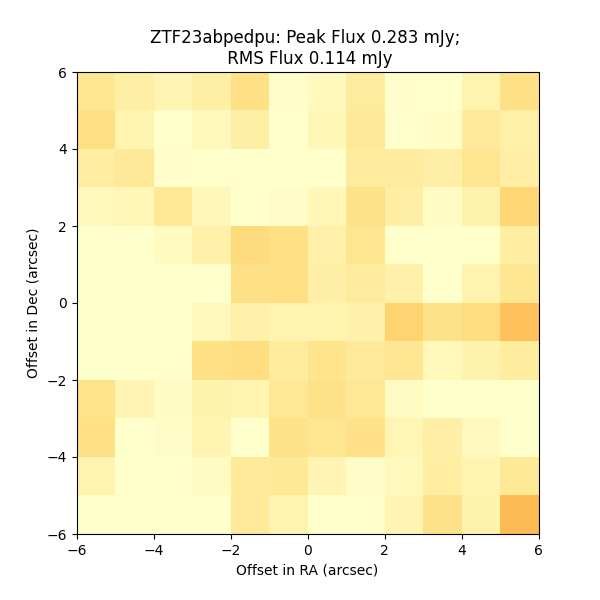 ZTF23abpedpu: Peak Flux 0.283 mJy;
RMS Flux 0.114 mJy
6
4
2
0
−2
−4
−6
Offset in Dec (arcsec)
−6 −4 −2 0 2 4 6
Offset in RA (arcsec)